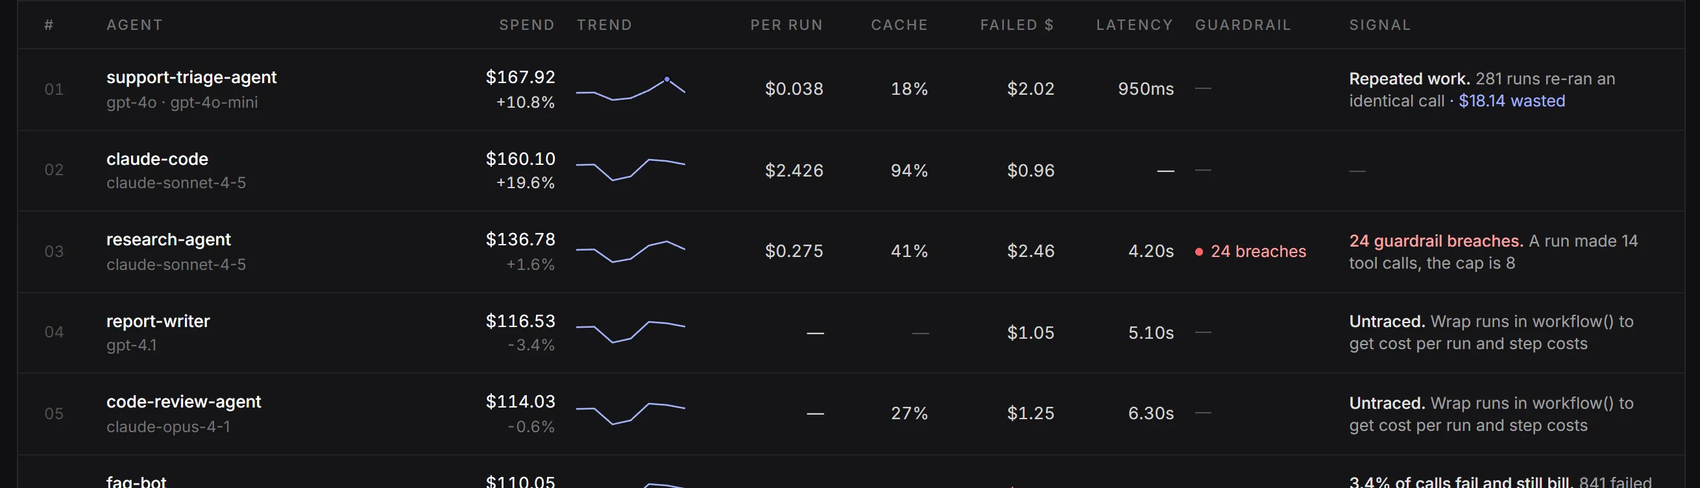 # AGENT SPEND TREND PER RUN CACHE FAILED $ LATENCY GUARDRAIL SIGNAL
01 support-triage-agent $167.92 $0.038 18% $2.02 950ms — Repeated work. 281 runs re-ran an
gpt-4o · gpt-4o-mini +10.8% identical call · $18.14 wasted
02 claude-code $160.10 $2.426 94% $0.96 — — —
claude-sonnet-4-5 +19.6%
03 research-agent $136.78 $0.275 41% $2.46 4.20s 24 breaches 24 guardrail breaches. A run made 14
claude-sonnet-4-5 +1.6% tool calls, the cap is 8
04 report-writer $116.53 — — $1.05 5.10s — Untraced. Wrap runs in workflow() to
gpt-4.1 -3.4% get cost per run and step costs
05 code-review-agent $114.03 — 27% $1.25 6.30s — Untraced. Wrap runs in workflow() to
claude-opus-4-1 -0.6% get cost per run and step costs
faq-bot $110.05 3.4% of calls fail and still bill. 841 failed